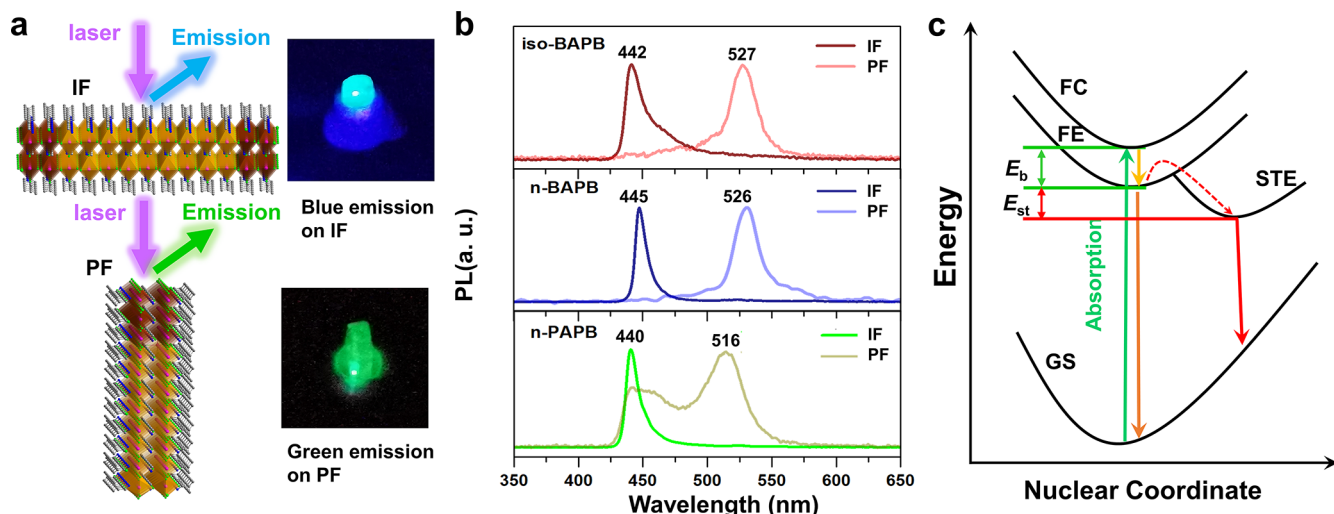 a
laser
Emission
IF
Blue emission
on IF
laser
Emission
PF
Green emission
on PF
b
iso-BAPB
442
527
IF
PF
n-BAPB
445
526
IF
PF
n-PAPB
440
516
IF
PF
PL(a. u.)
350 400 450 500 550 600 650
Wavelength (nm)
c
FC
FE
Eb
Est
STE
Absorption
GS
Energy
Nuclear Coordinate